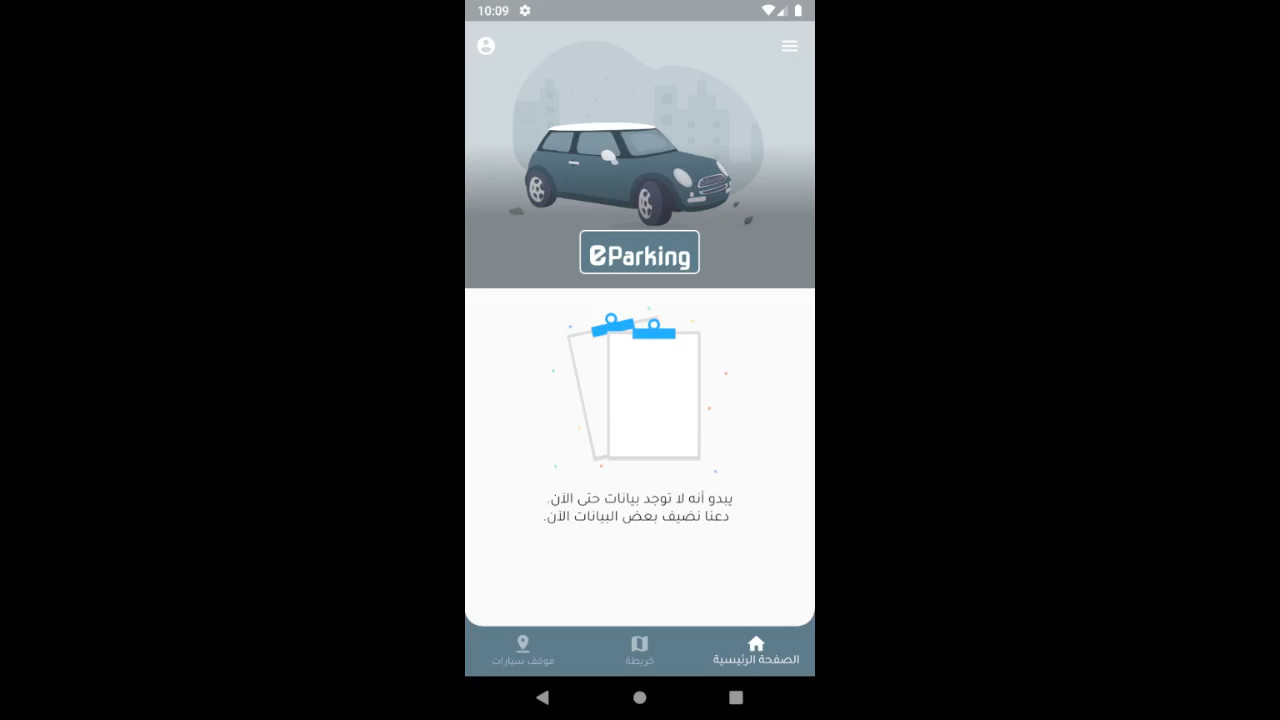 10:09
eParking
يبدو أنه لا توجد بيانات حتى الآن.
دعنا نضيف بعض البيانات الآن.
الصفحة الرئيسية
خريطة
موقف سيارات